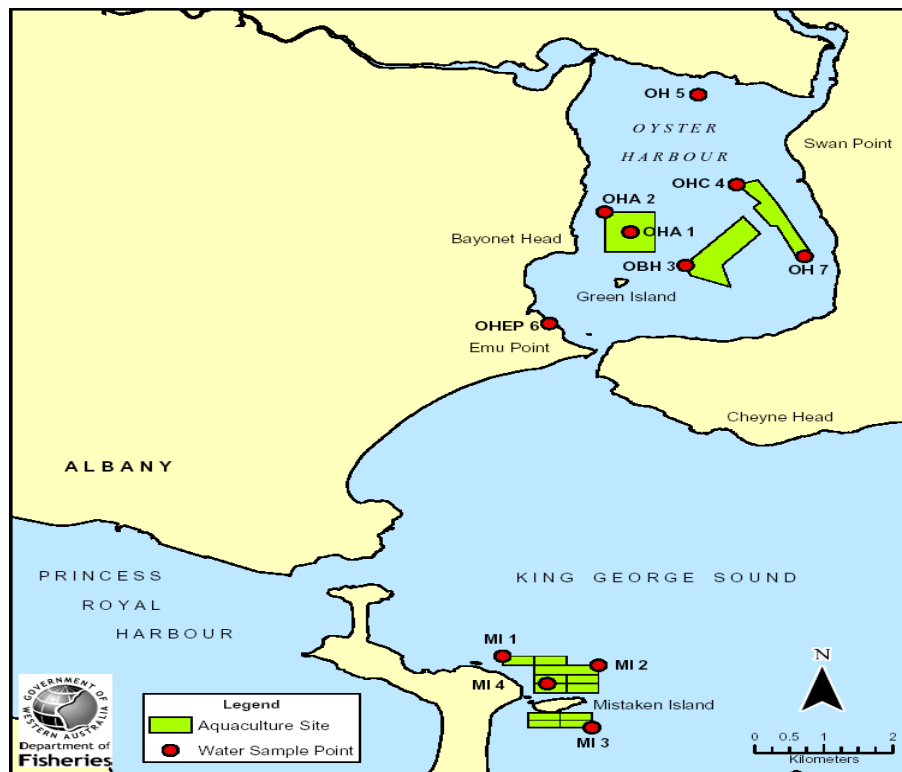 OH 5
OYSTER
HARBOUR
Swan Point
OHC 4
OHA 2
OHA 1
Bayonet Head
OBH 3
OH 7
Green Island
OHEP 6
Emu Point
Cheyne Head
ALBANY
PRINCESS
ROYAL
HARBOUR
KING GEORGE SOUND
MI 1
MI 2
MI 4
Mistaken Island
MI 3
N
GOVERNMENT OF
WESTERN AUSTRALIA
Department of
Fisheries
Legend
Aquaculture Site
Water Sample Point
0 0.5 1 2
Kilometers